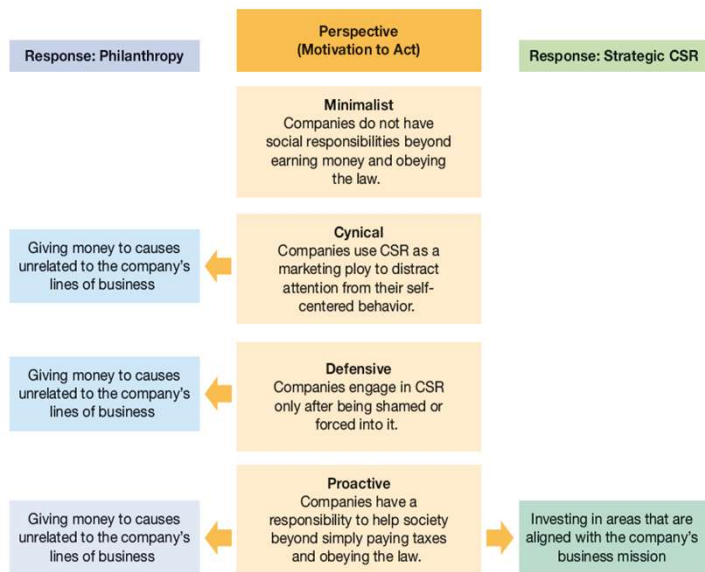 Perspective
(Motivation to Act)
Response: Philanthropy
Response: Strategic CSR
Minimalist
Companies do not have
social responsibilities beyond
earning money and obeying
the law.
Giving money to causes
unrelated to the company's
lines of business
Cynical
Companies use CSR as a
marketing ploy to distract
attention from their self-
centered behavior.
Giving money to causes
unrelated to the company's
lines of business
Defensive
Companies engage in CSR
only after being shamed or
forced into it.
Giving money to causes
unrelated to the company's
lines of business
Proactive
Companies have a
responsibility to help society
beyond simply paying taxes
and obeying the law.
Investing in areas that are
aligned with the company's
business mission